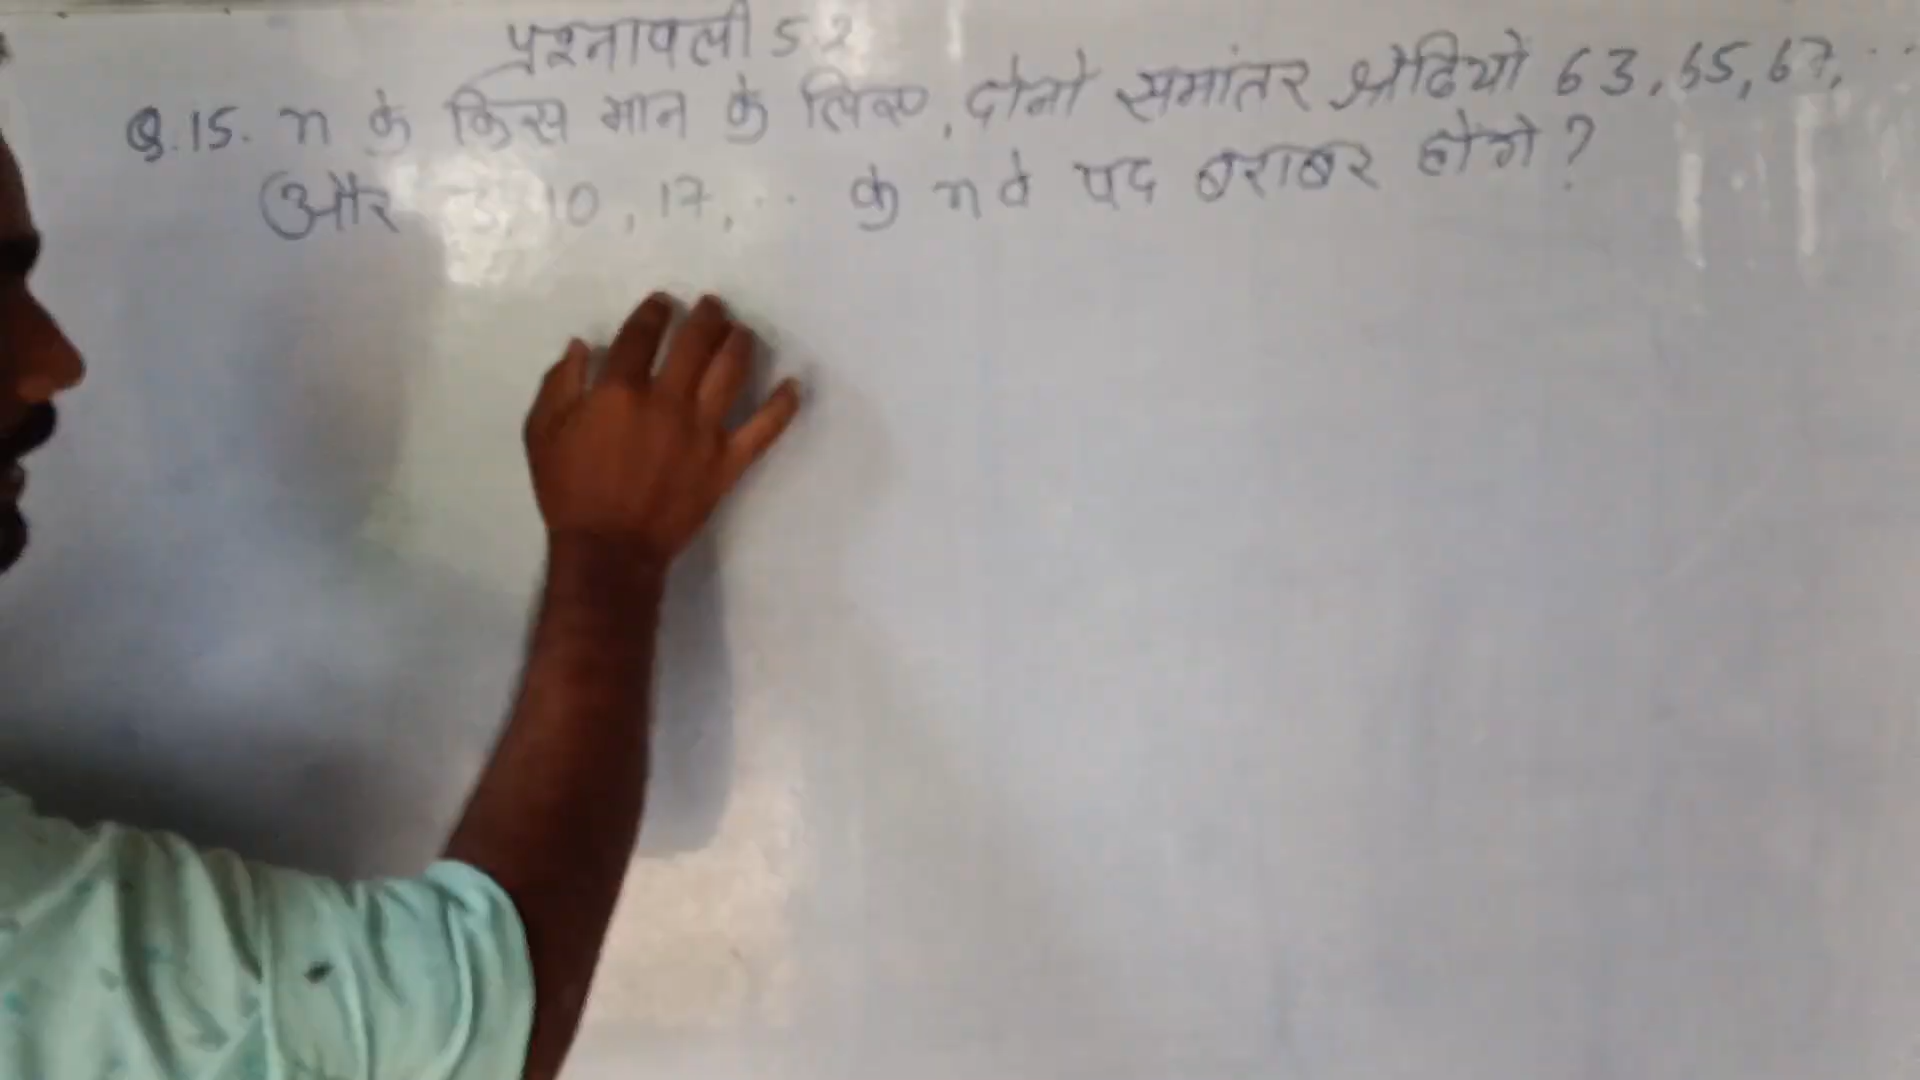 प्रश्नावली 5.2
Q.15. n के किस मान के लिए, दोनो समांतर श्रेढियो 63, 65, 67, ...
और 3, 10, 17, ... के n वे पद बराबर होगे ?